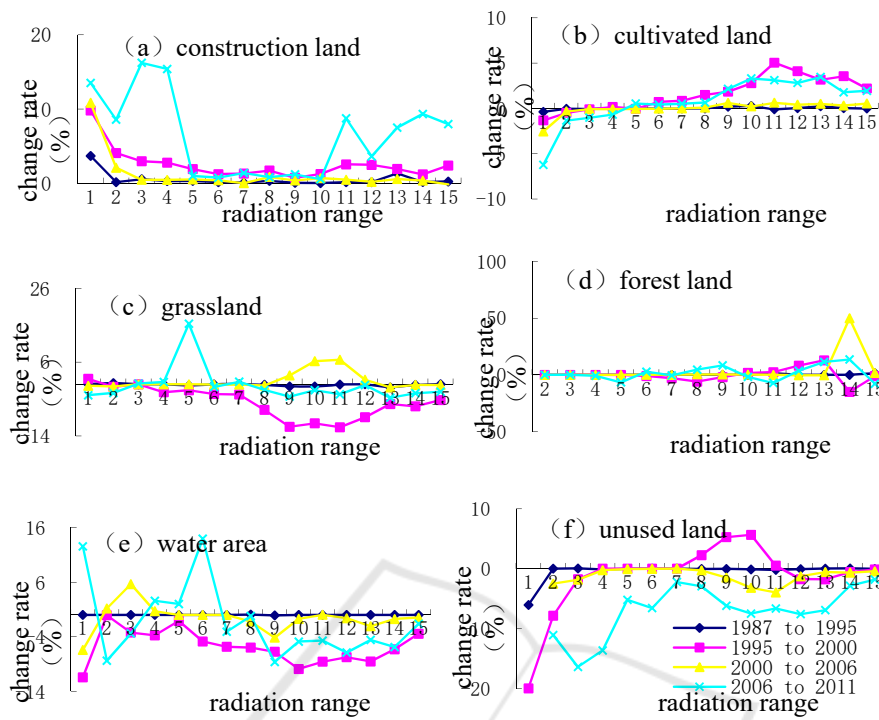 （a）construction land
20
10
0
change rate
（%）
1 2 3 4 5 6 7 8 9 10 11 12 13 14 15
radiation range
（b）cultivated land
10
5
0
-5
-10
change rate
（%）
1 2 3 4 5 6 7 8 9 10 11 12 13 14 15
radiation range
（c）grassland
26
6
-14
change rate
（%）
1 2 3 4 5 6 7 8 9 10 11 12 13 14 15
radiation range
（d）forest land
100
50
0
-50
change rate
（%）
2 3 4 5 6 7 8 9 10 11 12 13 14 15
radiation range
（e）water area
16
6
-4
-14
change rate
（%）
1 2 3 4 5 6 7 8 9 10 11 12 13 14 15
radiation range
（f）unused land
10
0
-10
-20
change rate
（%）
1 2 3 4 5 6 7 8 9 10 11 12 13 14 15
1987 to 1995
1995 to 2000
2000 to 2006
2006 to 2011
radiation range